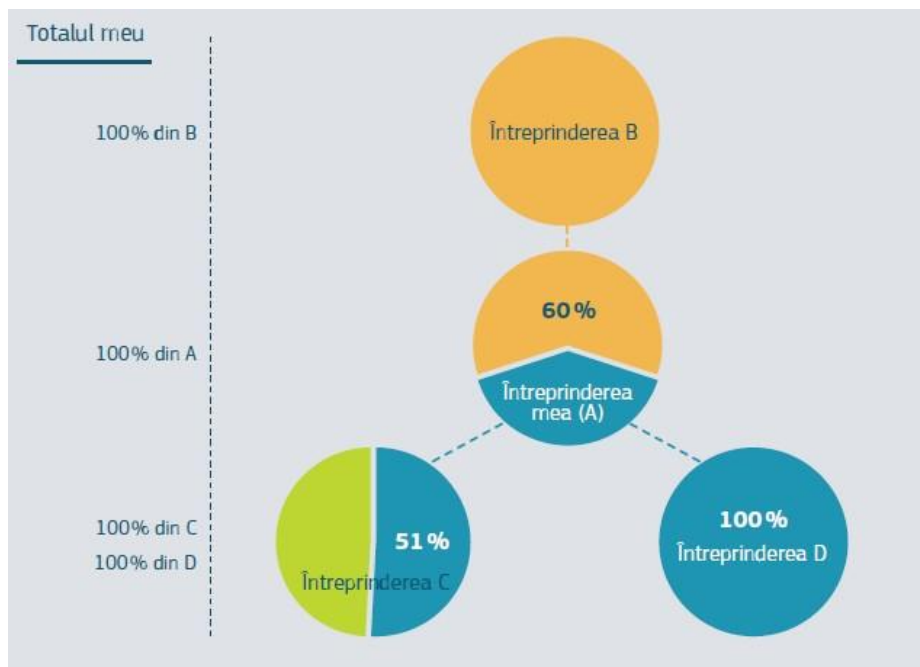 Totalul meu
100% din B
Întreprinderea B
60%
100% din A
Întreprinderea
mea (A)
100% din C
100% din D
51%
Întreprinderea C
100%
Întreprinderea D